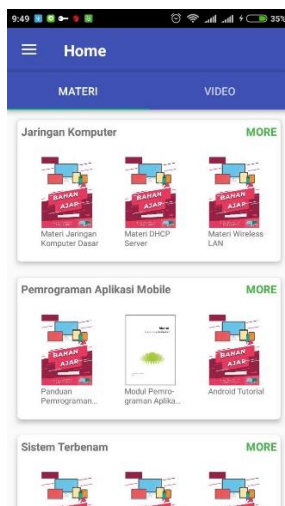 9:49
35%
Home
MATERI
VIDEO
Jaringan Komputer
MORE
BAHAN
AJAR
BAHAN
AJAR
BAHAN
AJAR
Materi Jaringan
Komputer Dasar
Materi DHCP
Server
Materi Wireless
LAN
Pemrograman Aplikasi Mobile
MORE
BAHAN
AJAR
Modul
BAHAN
AJAR
Panduan
Pemrograman...
Modul Pemro-
graman Aplika...
Android Tutorial
Sistem Terbenam
MORE